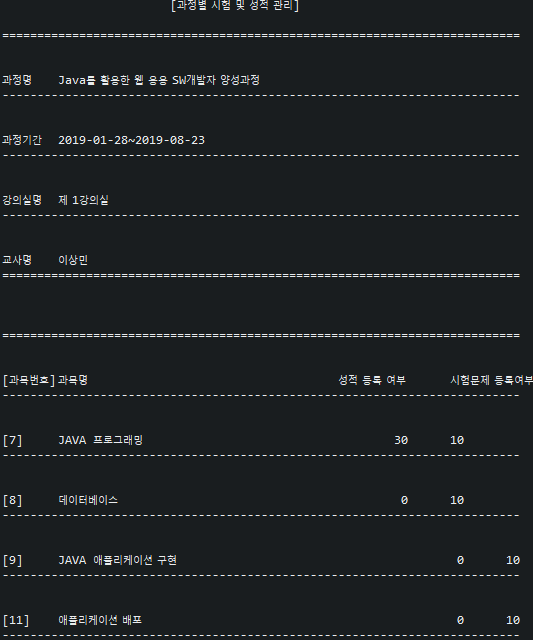 [과정별 시험 및 성적 관리]
==========================================================================
과정명 Java를 활용한 웹 응용 SW개발자 양성과정
--------------------------------------------------------------------------
과정기간 2019-01-28~2019-08-23
--------------------------------------------------------------------------
강의실명 제 1강의실
--------------------------------------------------------------------------
교사명 이상민
==========================================================================
==========================================================================
[과목번호] 과목명 성적 등록 여부 시험문제 등록여부
--------------------------------------------------------------------------
[7] JAVA 프로그래밍 30 10
--------------------------------------------------------------------------
[8] 데이터베이스 0 10
--------------------------------------------------------------------------
[9] JAVA 애플리케이션 구현 0 10
--------------------------------------------------------------------------
[11] 애플리케이션 배포 0 10
--------------------------------------------------------------------------